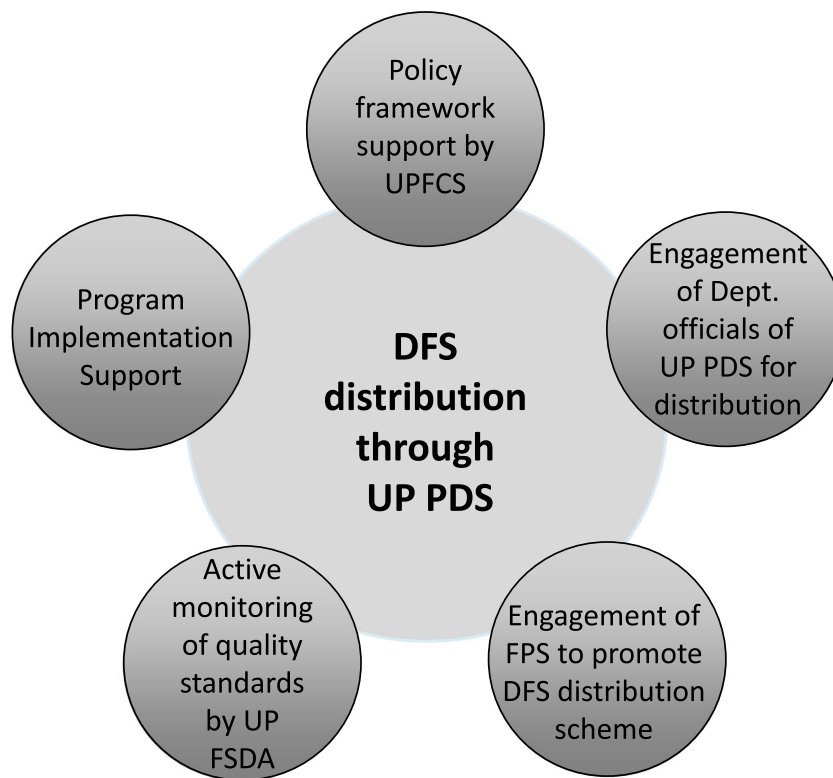 Policy
framework
support by
UPFCS
Engagement
of Dept.
officials of
UP PDS for
distribution
Engagement of
FPS to promote
DFS distribution
scheme
Active
monitoring
of quality
standards
by UP
FSDA
Program
Implementation
Support
DFS
distribution
through
UP PDS